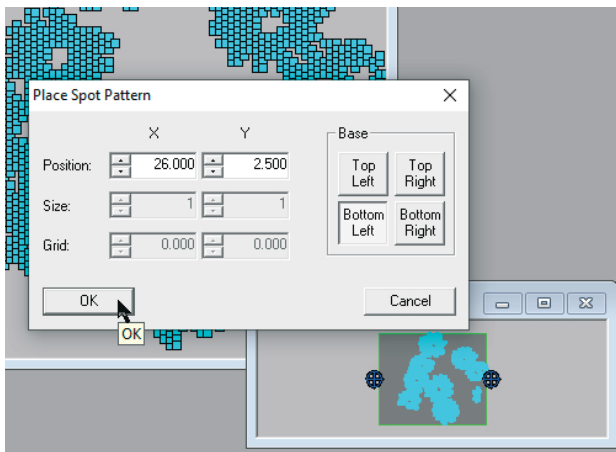 Place Spot Pattern
X Y
Base
Position: 26.000 2.500
Top Left
Top Right
Size: 1 1
Bottom Left
Bottom Right
Grid: 0.000 0.000
OK
Cancel
OK